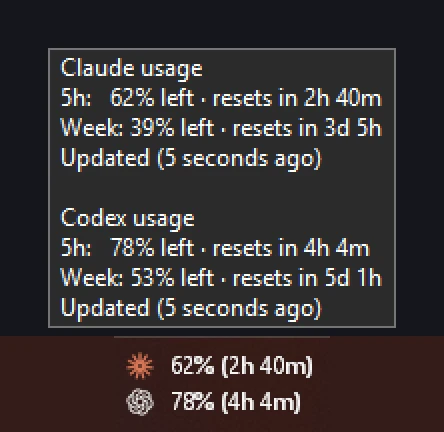 Claude usage
5h: 62% left · resets in 2h 40m
Week: 39% left · resets in 3d 5h
Updated (5 seconds ago)
Codex usage
5h: 78% left · resets in 4h 4m
Week: 53% left · resets in 5d 1h
Updated (5 seconds ago)
62% (2h 40m)
78% (4h 4m)